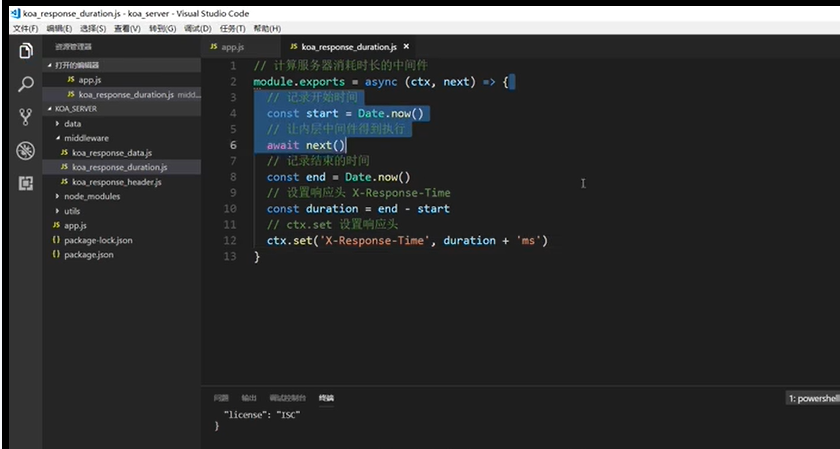 koa_response_duration.js - koa_server - Visual Studio Code
文件(F) 编辑(E) 选择(S) 查看(V) 转到(G) 调试(D) 任务(T) 帮助(H)
资源管理器
打开的编辑器
JS app.js
JS koa_response_duration.js midd...
KOA_SERVER
data
middleware
JS koa_response_data.js
JS koa_response_duration.js
JS koa_response_header.js
node_modules
utils
JS app.js
{} package-lock.json
{} package.json
JS app.js JS koa_response_duration.js ×
1 // 计算服务器消耗时长的中间件
2 module.exports = async (ctx, next) => {
3 // 记录开始时间
4 const start = Date.now()
5 // 让内层中间件得到执行
6 await next()
7 // 记录结束的时间
8 const end = Date.now()
9 // 设置响应头 X-Response-Time
10 const duration = end - start
11 // ctx.set 设置响应头
12 ctx.set('X-Response-Time', duration + 'ms')
13 }
问题 输出 调试控制台 终端 1: powershell
"license": "ISC"
}